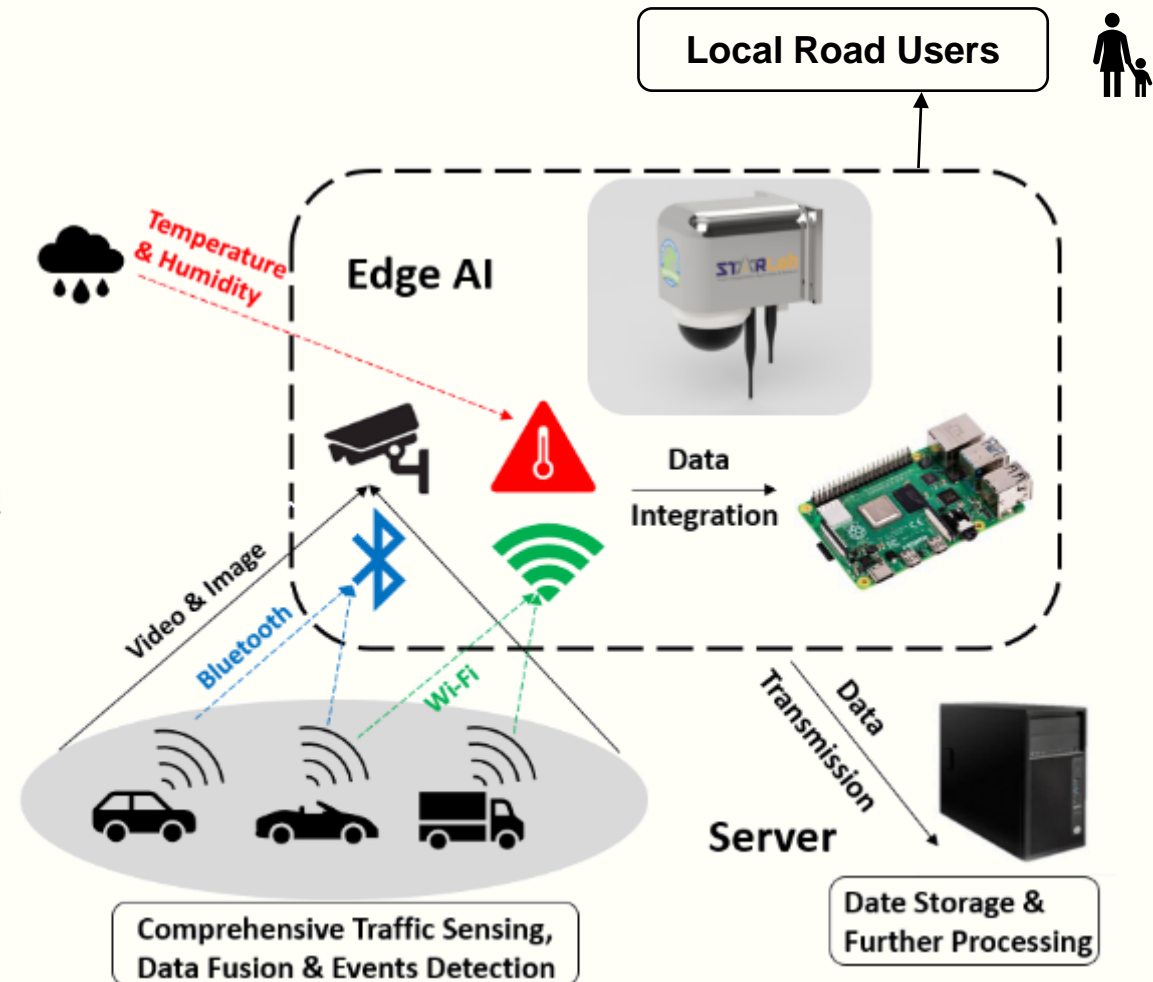 Local Road Users
Temperature
& Humidity
Edge AI
STARLab
Data
Integration
Video & Image
Bluetooth
Wi-Fi
Data
Transmission
Server
Comprehensive Traffic Sensing,
Data Fusion & Events Detection
Date Storage &
Further Processing